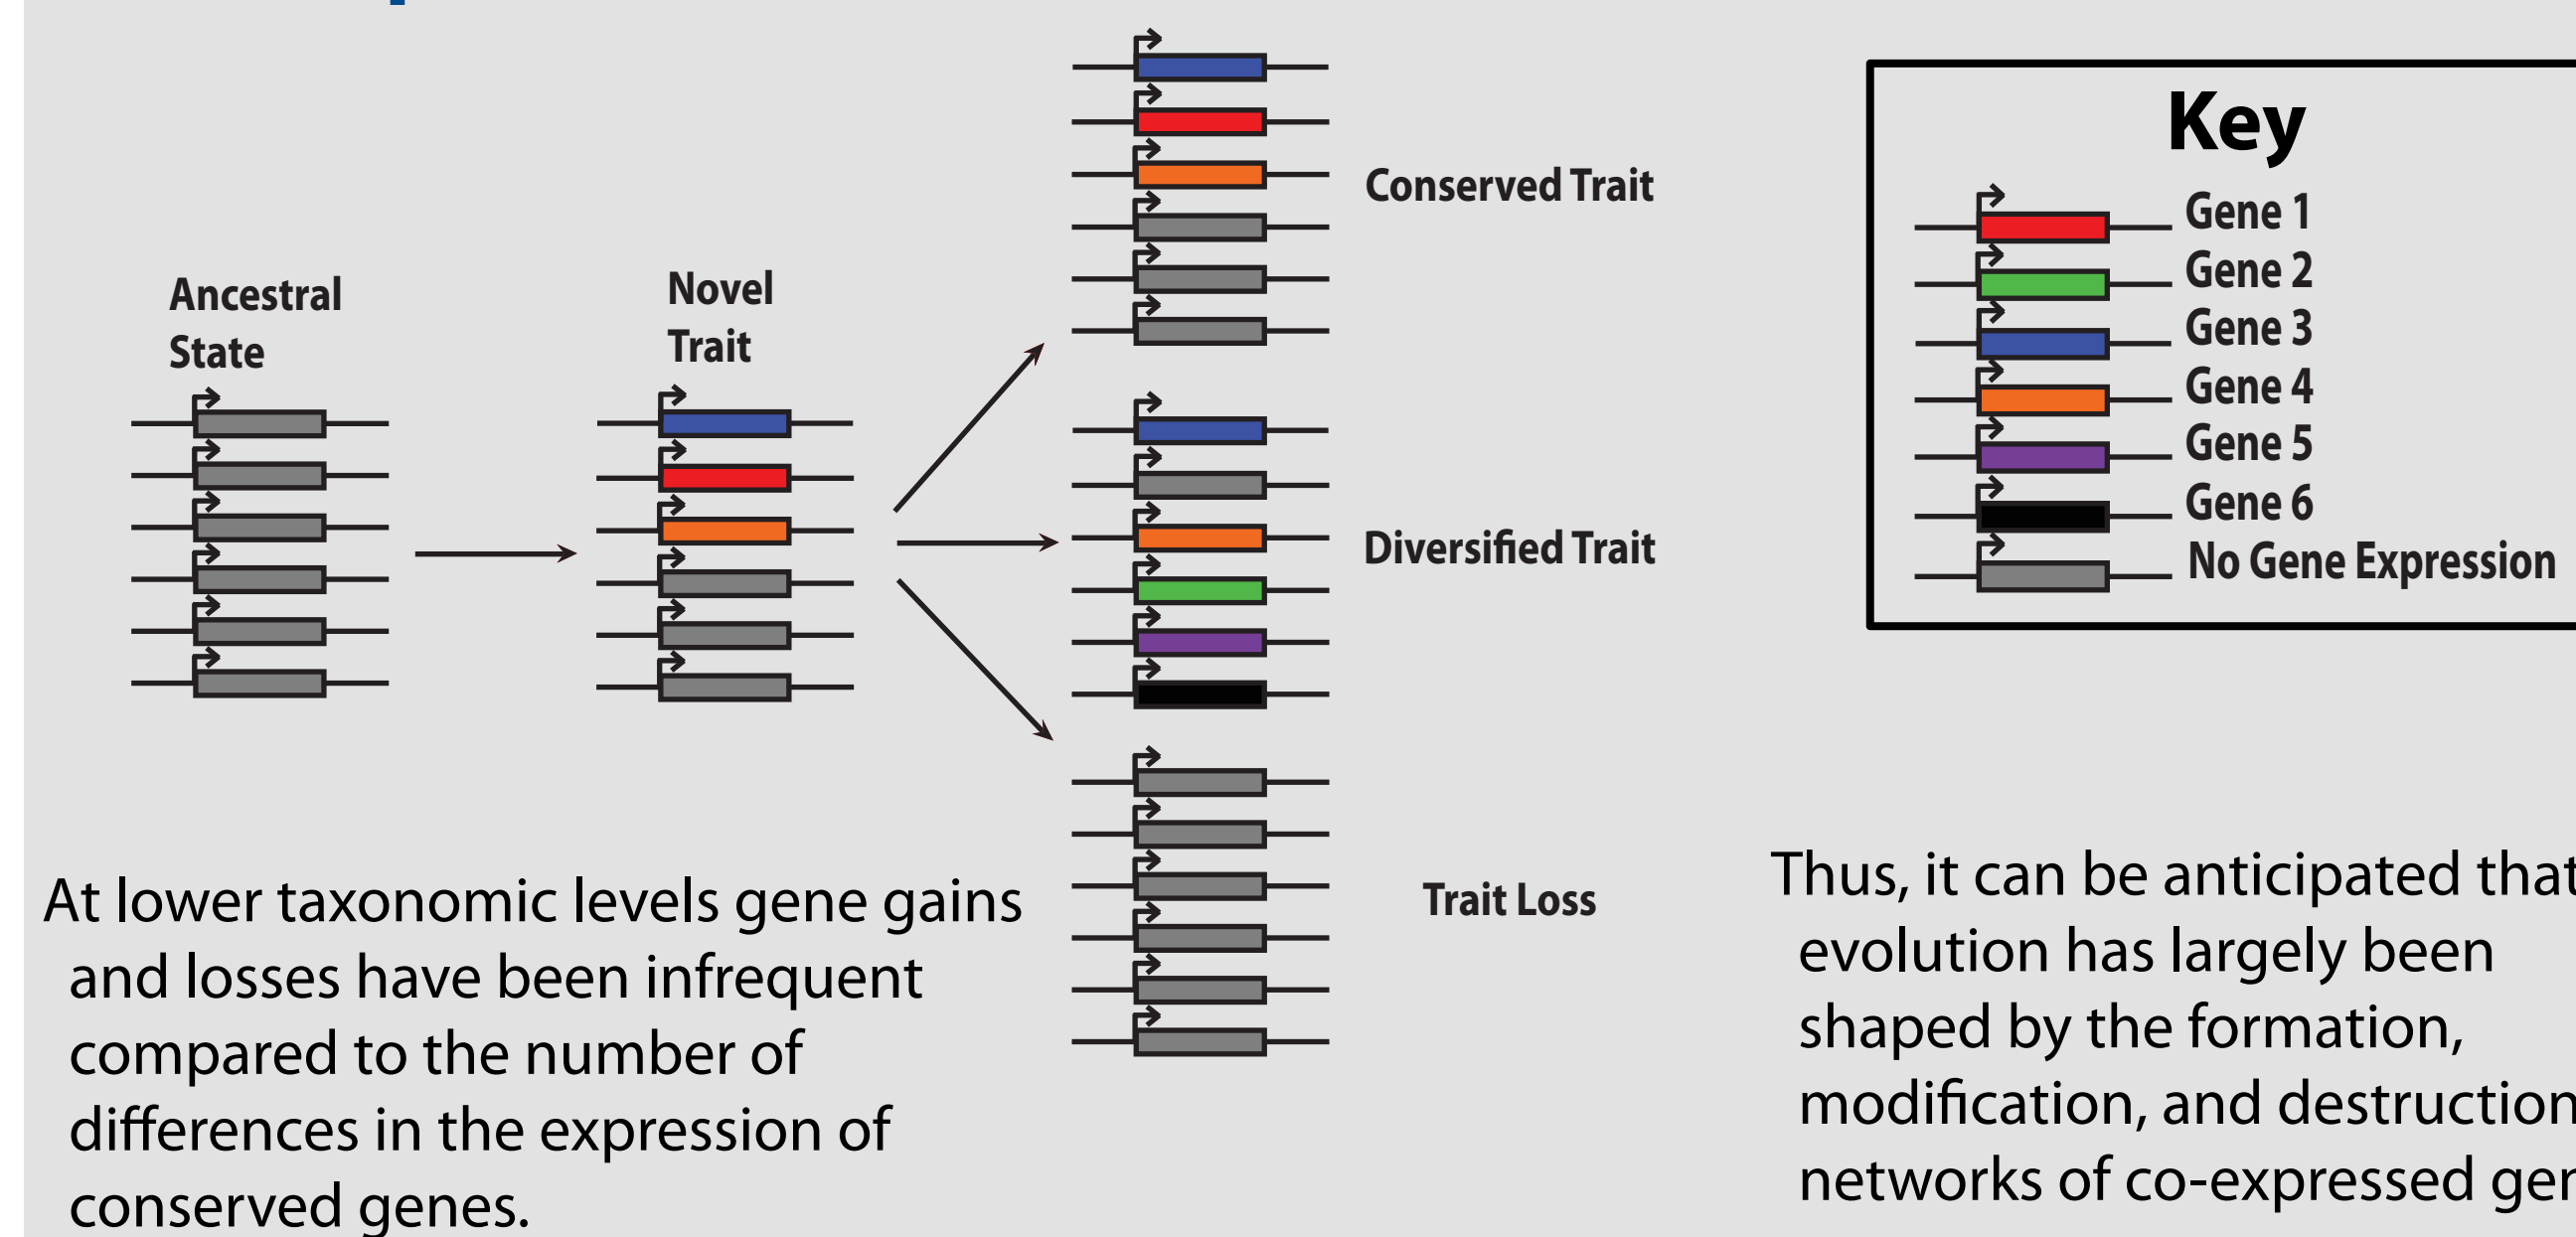 Ancestral
State
Novel
Trait
Conserved Trait
Diversified Trait
Trait Loss
Key
Gene 1
Gene 2
Gene 3
Gene 4
Gene 5
Gene 6
No Gene Expression
At lower taxonomic levels gene gains
and losses have been infrequent
compared to the number of
differences in the expression of
conserved genes.
Thus, it can be anticipated that
evolution has largely been
shaped by the formation,
modification, and destruction
networks of co-expressed